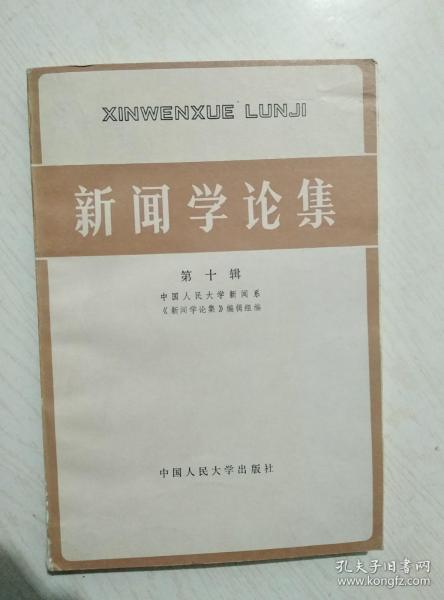 XINWENXUE LUNJI
新闻学论集
第十辑
中国人民大学新闻系
《新闻学论集》编辑组编
中国人民大学出版社
孔夫子旧书网
www.kongfz.com